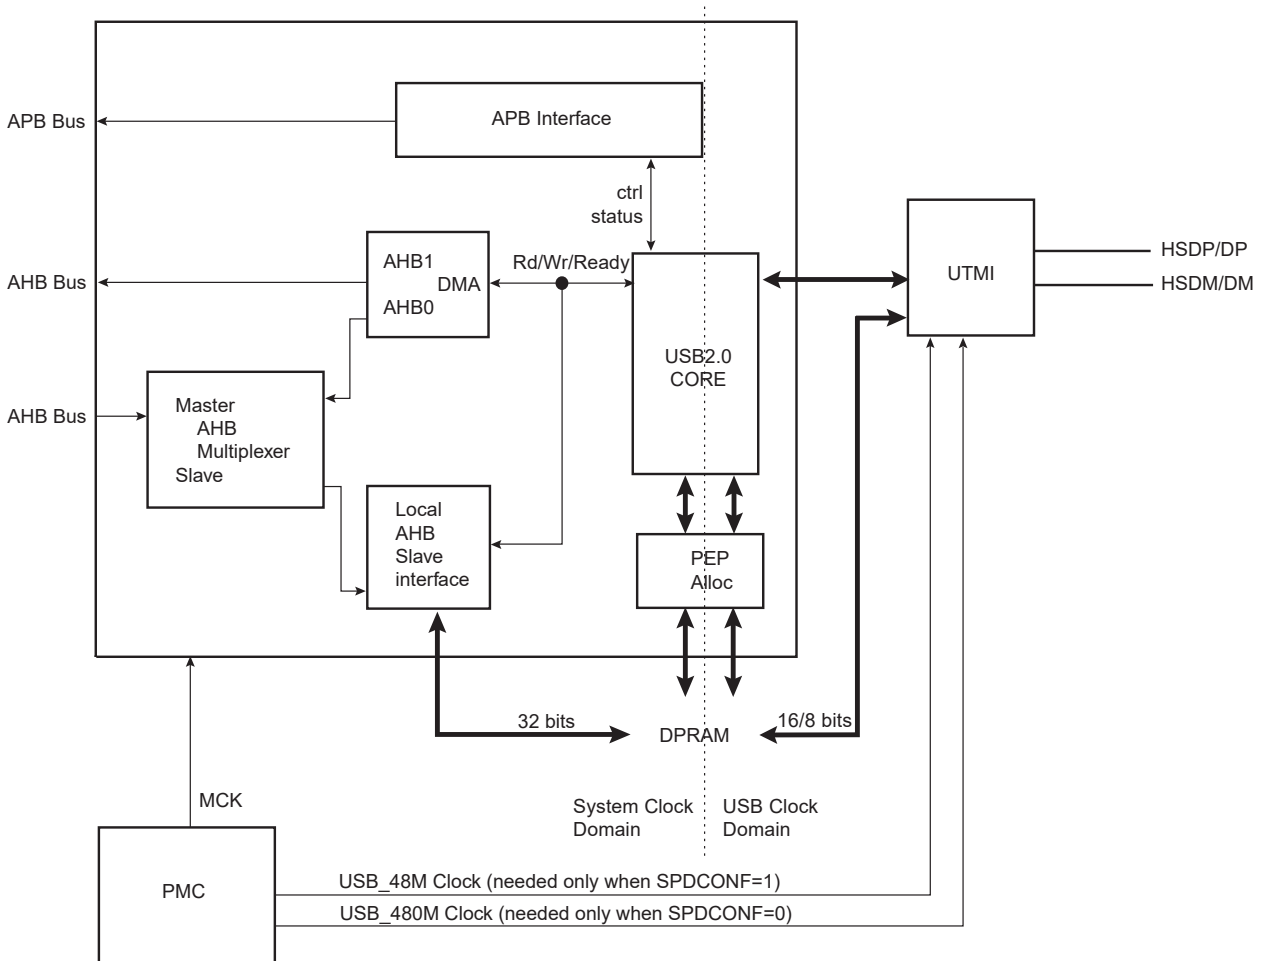 APB Bus
APB Interface
ctrl
status
AHB Bus
AHB1
DMA
AHB0
Rd/Wr/Ready
UTMI
HSDP/DP
HSDM/DM
USB2.0
CORE
AHB Bus
Master
AHB
Multiplexer
Slave
Local
AHB
Slave
interface
PEP
Alloc
32 bits
DPRAM
16/8 bits
MCK
System Clock
Domain
USB Clock
Domain
PMC
USB_48M Clock (needed only when SPDCONF=1)
USB_480M Clock (needed only when SPDCONF=0)